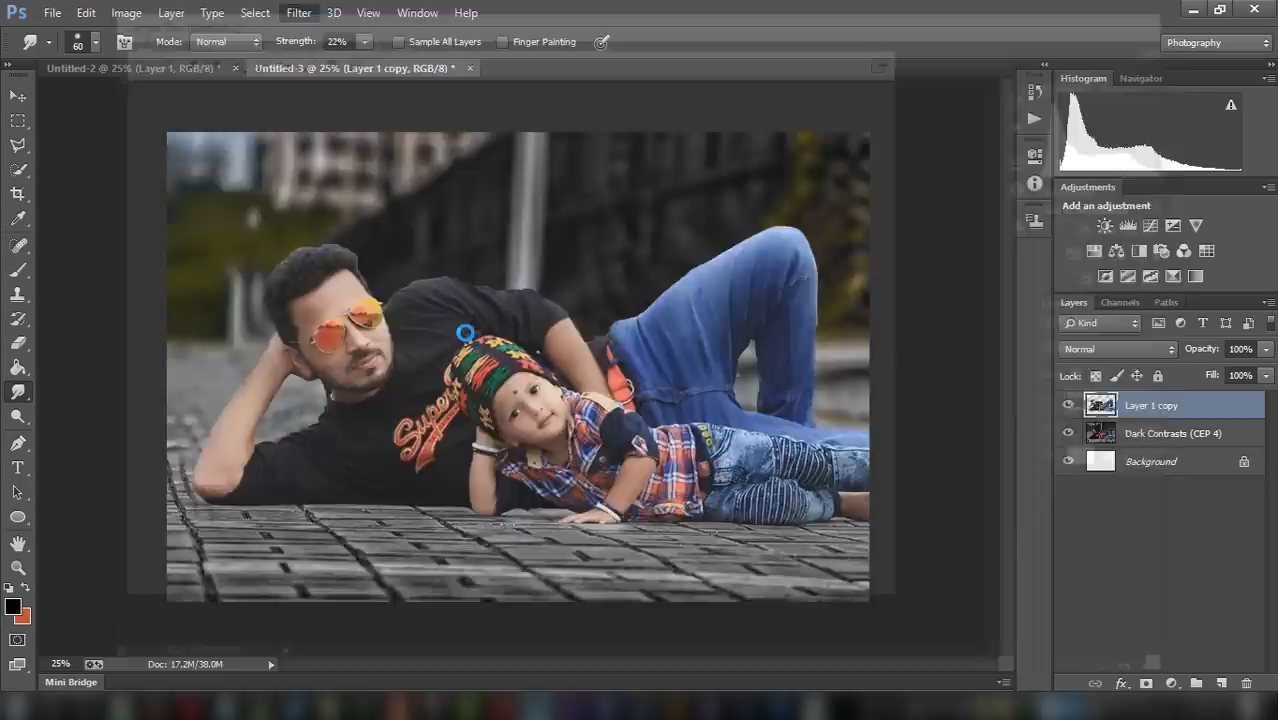 Ps File Edit Image Layer Type Select Filter 3D View Window Help
60 Mode: Normal Strength: 22% Sample All Layers Finger Painting Photography
Untitled-2 @ 25% (Layer 1, RGB/8) * × Untitled-3 @ 25% (Layer 1 copy, RGB/8) * ×
Histogram Navigator
Adjustments
Add an adjustment
Layers Channels Paths
Kind
Normal Opacity: 100%
Lock: Fill: 100%
Layer 1 copy
Dark Contrasts (CEP 4)
Background
Super
25% Doc: 17.2M/38.0M
Mini Bridge